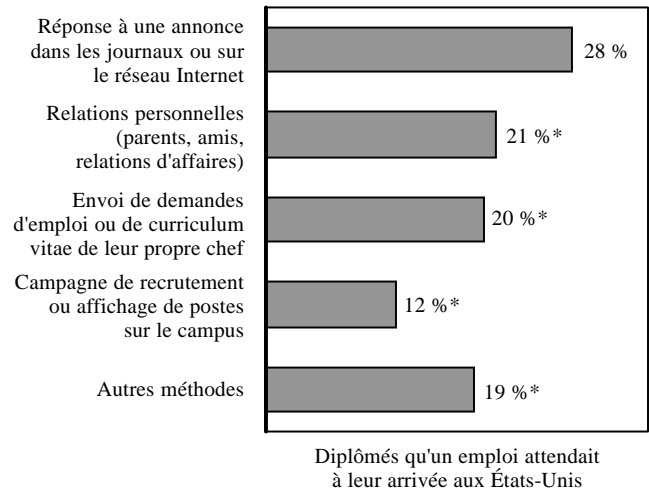 Réponse à une annonce
dans les journaux ou sur
le réseau Internet
28 %
Relations personnelles
(parents, amis,
relations d'affaires)
21 %*
Envoi de demandes
d'emploi ou de curriculum
vitae de leur propre chef
20 %*
Campagne de recrutement
ou affichage de postes
sur le campus
12 %*
Autres méthodes
19 %*
Diplômés qu'un emploi attendait
à leur arrivée aux États-Unis